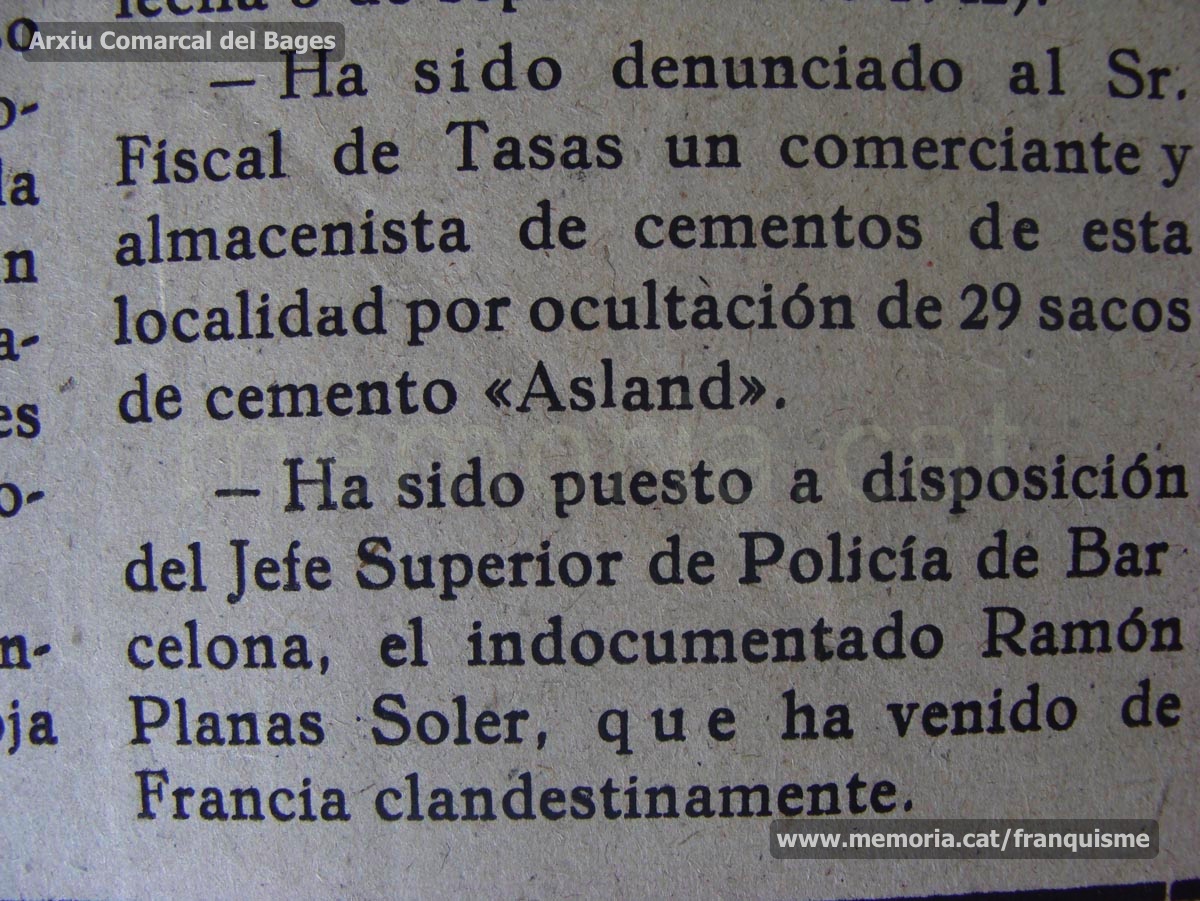 Arxiu Comarcal del Bages
— Ha sido denunciado al Sr.
Fiscal de Tasas un comerciante y
almacenista de cementos de esta
localidad por ocultación de 29 sacos
de cemento «Asland».
— Ha sido puesto a disposición
del Jefe Superior de Policía de Bar
celona, el indocumentado Ramón
Planas Soler, que ha venido de
Francia clandestinamente.
memòria.cat
www.memoria.cat/franquisme